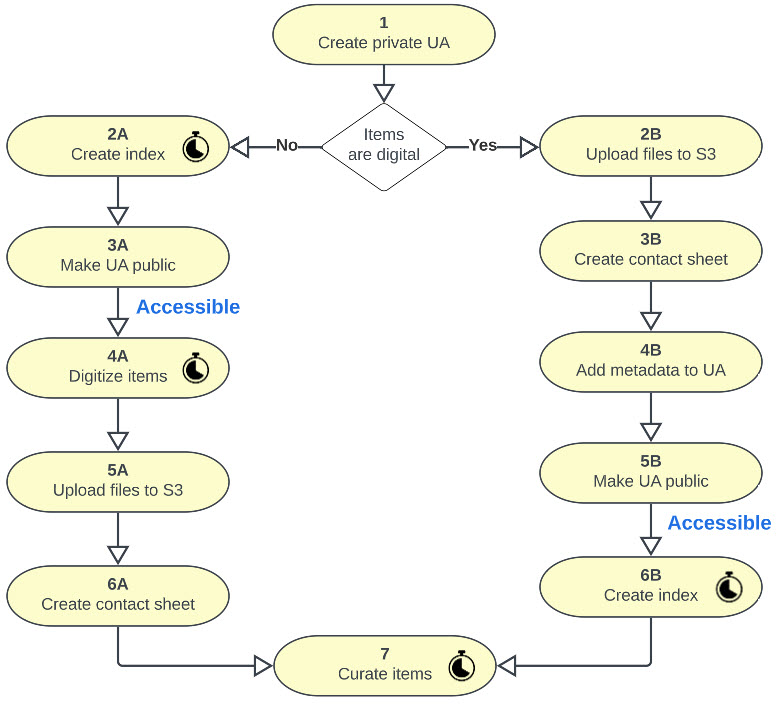 1
Create private UA
Items
are digital
No
Yes
2A
Create index
3A
Make UA public
Accessible
4A
Digitize items
5A
Upload files to S3
6A
Create contact sheet
2B
Upload files to S3
3B
Create contact sheet
4B
Add metadata to UA
5B
Make UA public
Accessible
6B
Create index
7
Curate items